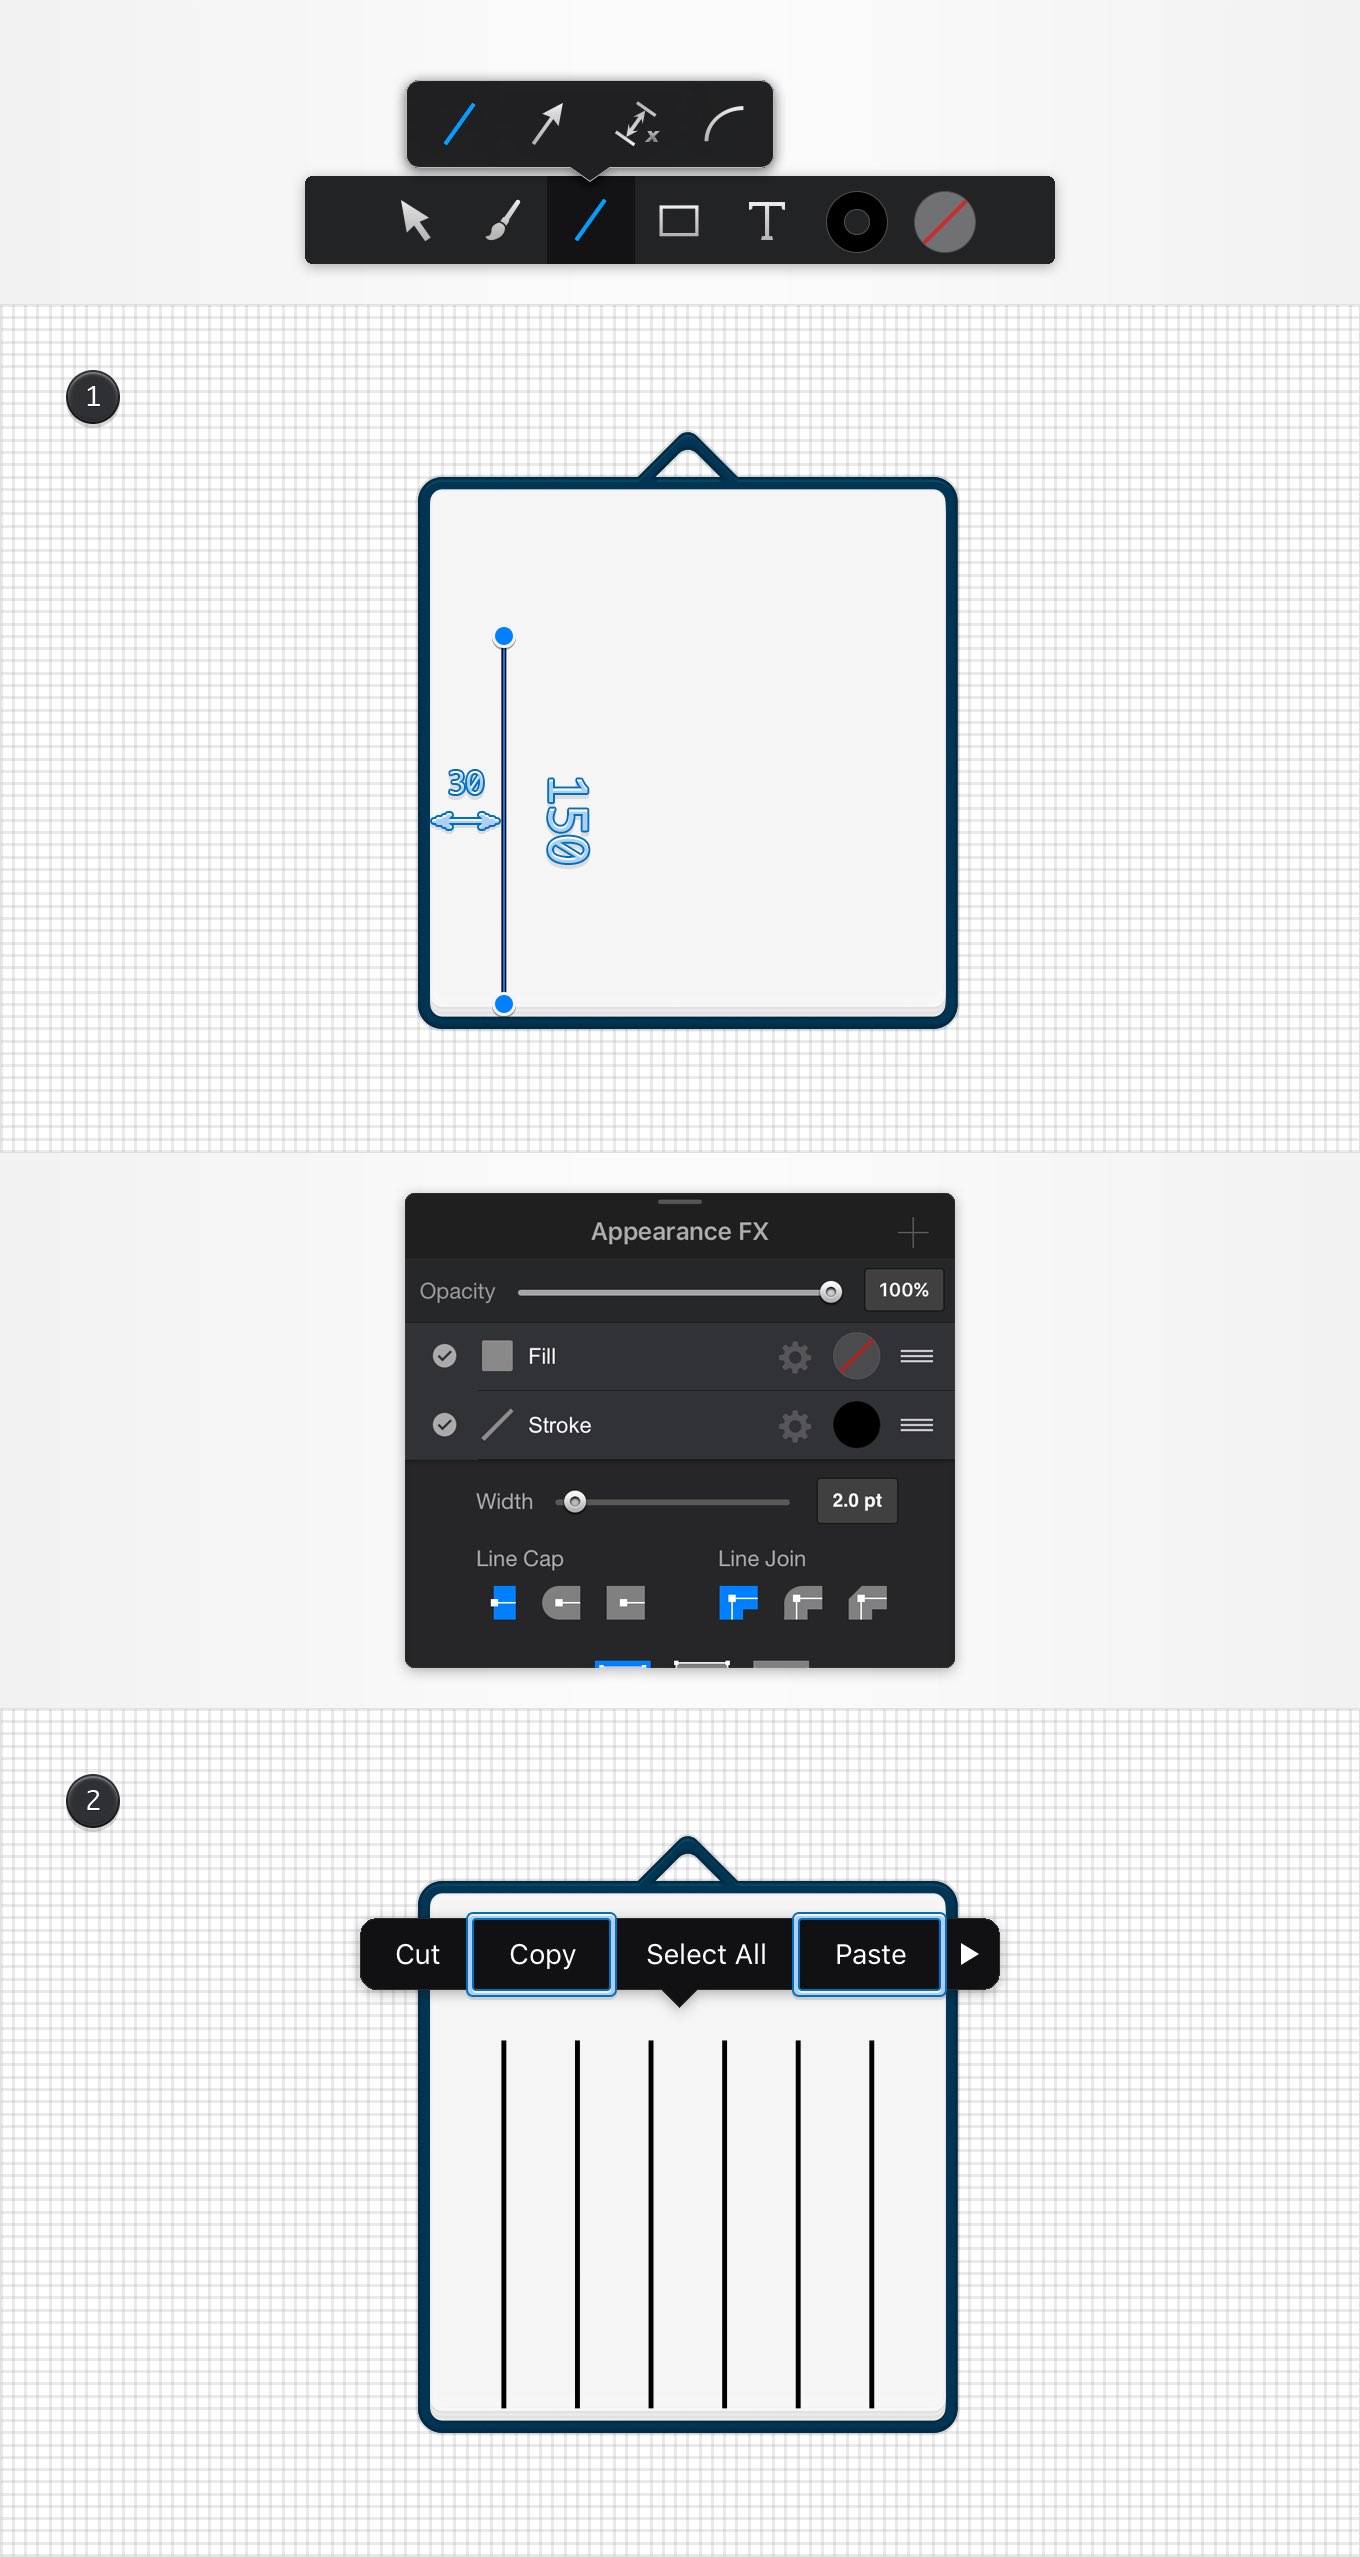 x
T
1
30
150
Appearance FX
Opacity 100%
Fill
Stroke
Width 2.0 pt
Line Cap Line Join
2
Cut Copy Select All Paste